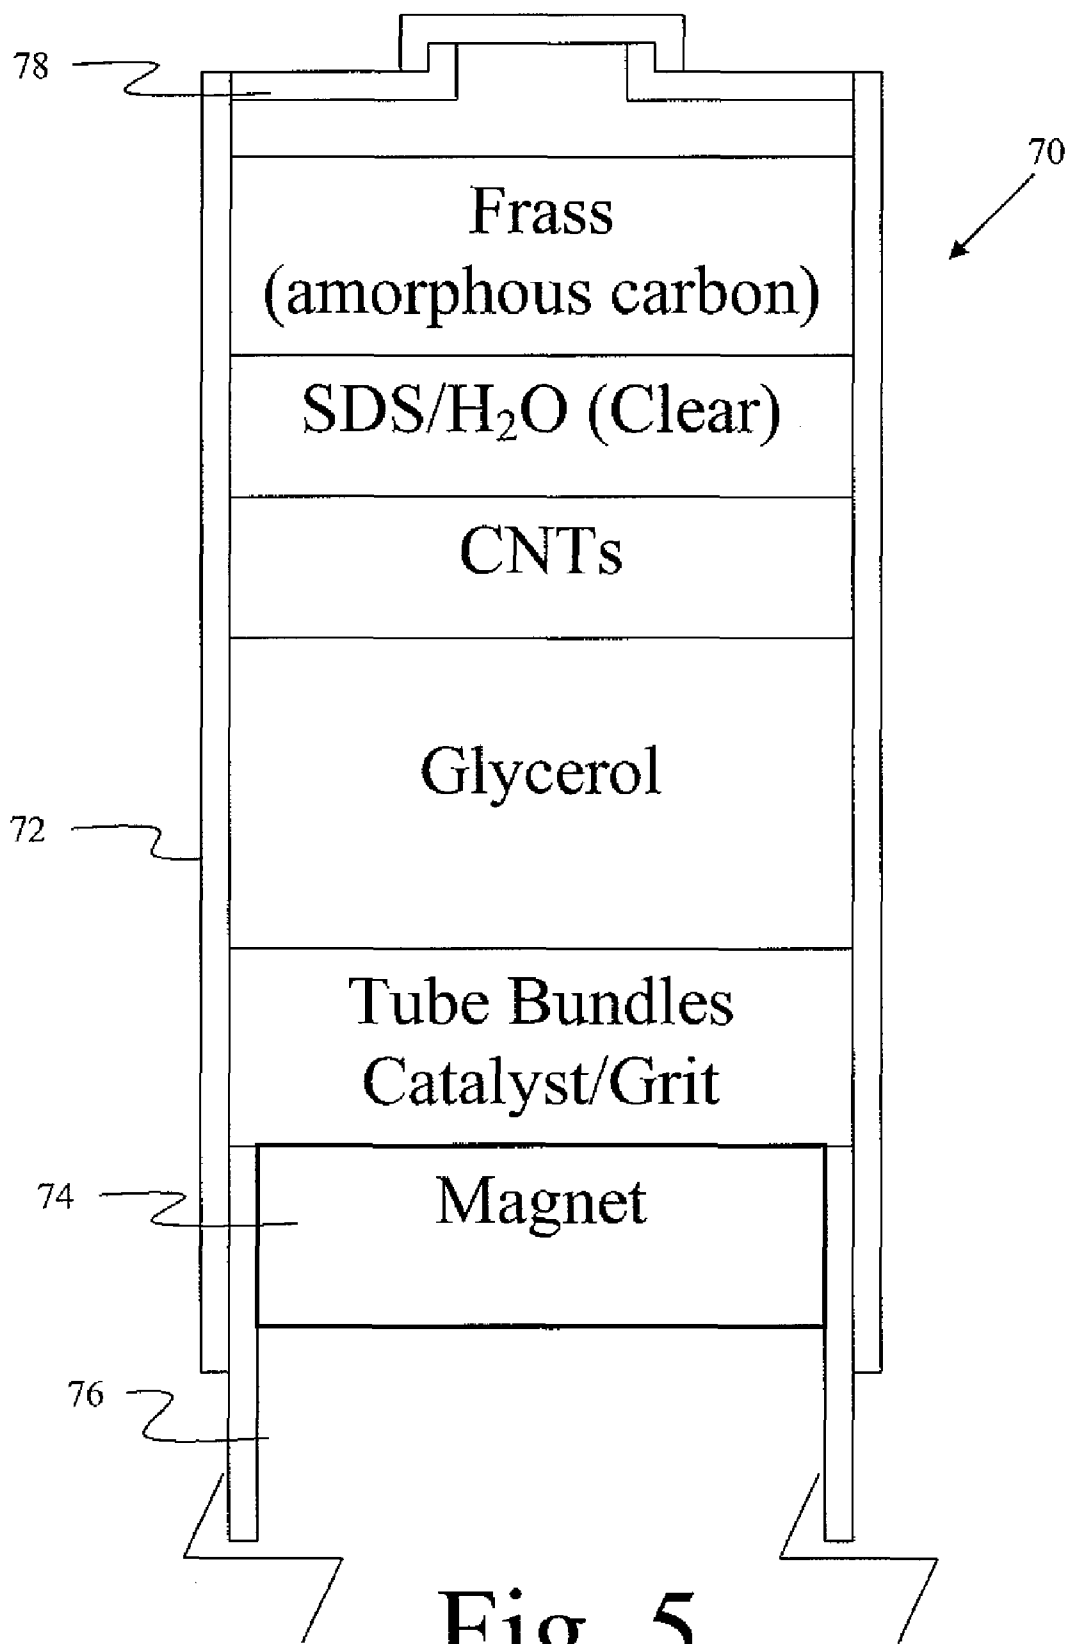 78
70
Frass
(amorphous carbon)
SDS/H₂O (Clear)
CNTs
Glycerol
72
Tube Bundles
Catalyst/Grit
74
Magnet
76
Fig. 5